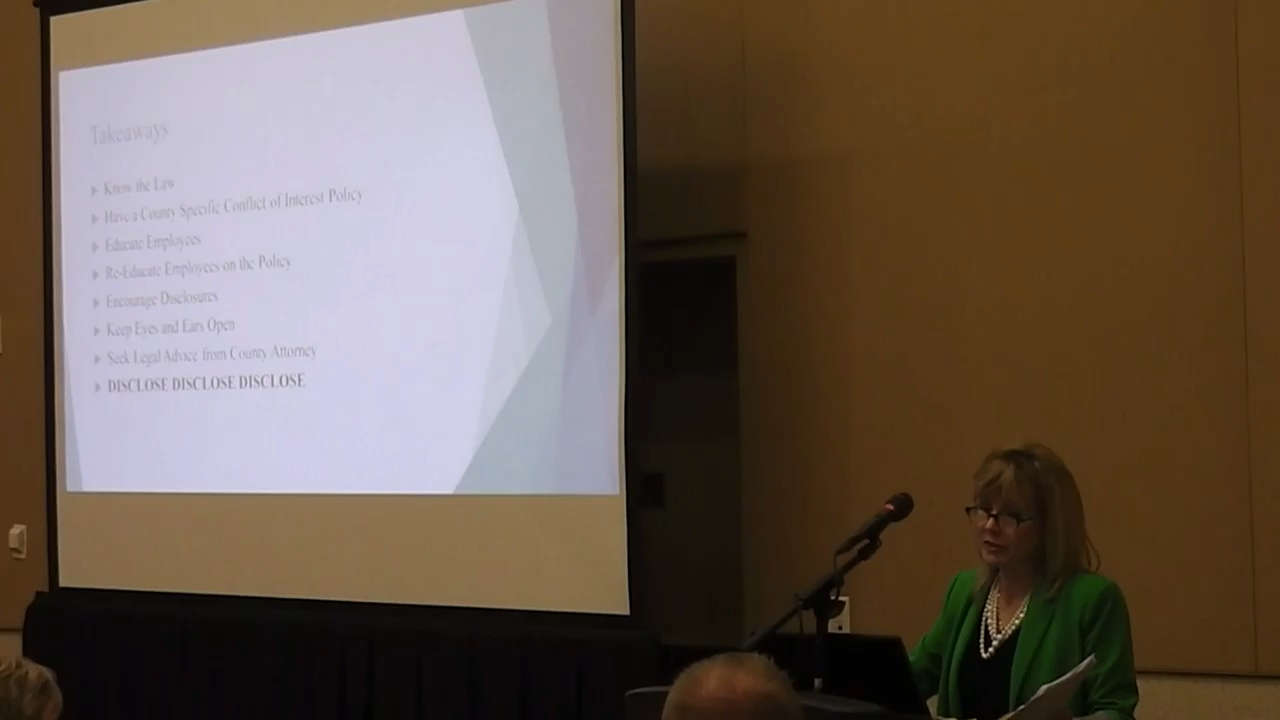 Takeaways
Know the Law
Have a County Specific Conflict of Interest Policy
Educate Employees
Re-Educate Employees on the Policy
Encourage Disclosures
Keep Eyes and Ears Open
Seek Legal Advice from County Attorney
DISCLOSE DISCLOSE DISCLOSE